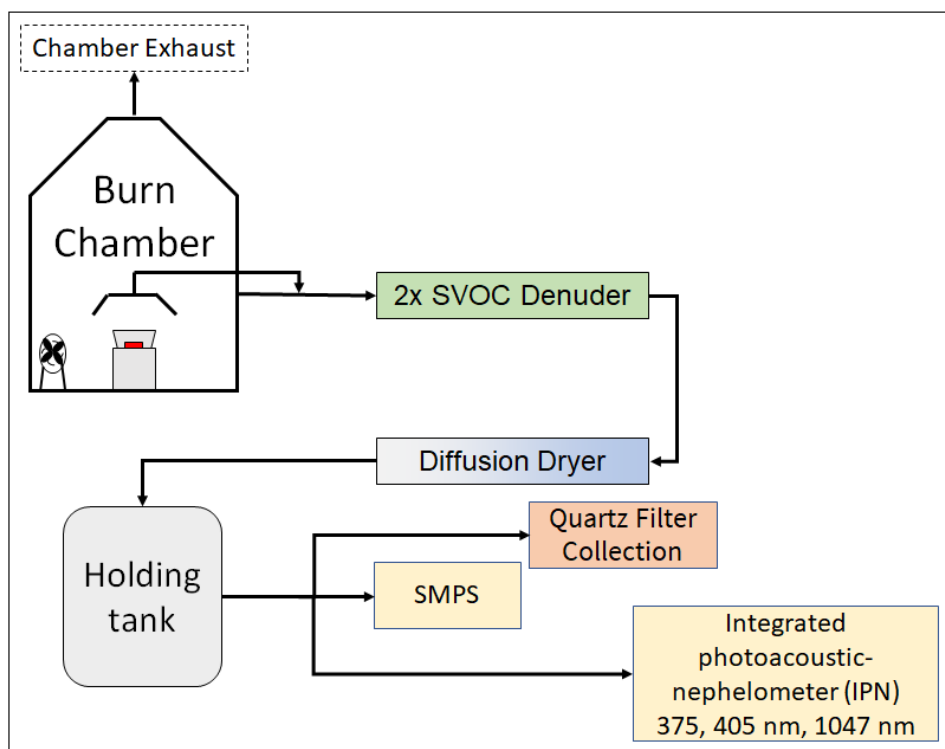 Chamber Exhaust
Burn
Chamber
2x SVOC Denuder
Diffusion Dryer
Quartz Filter
Collection
Holding
tank
SMPS
Integrated
photoacoustic-
nephelometer (IPN)
375, 405 nm, 1047 nm